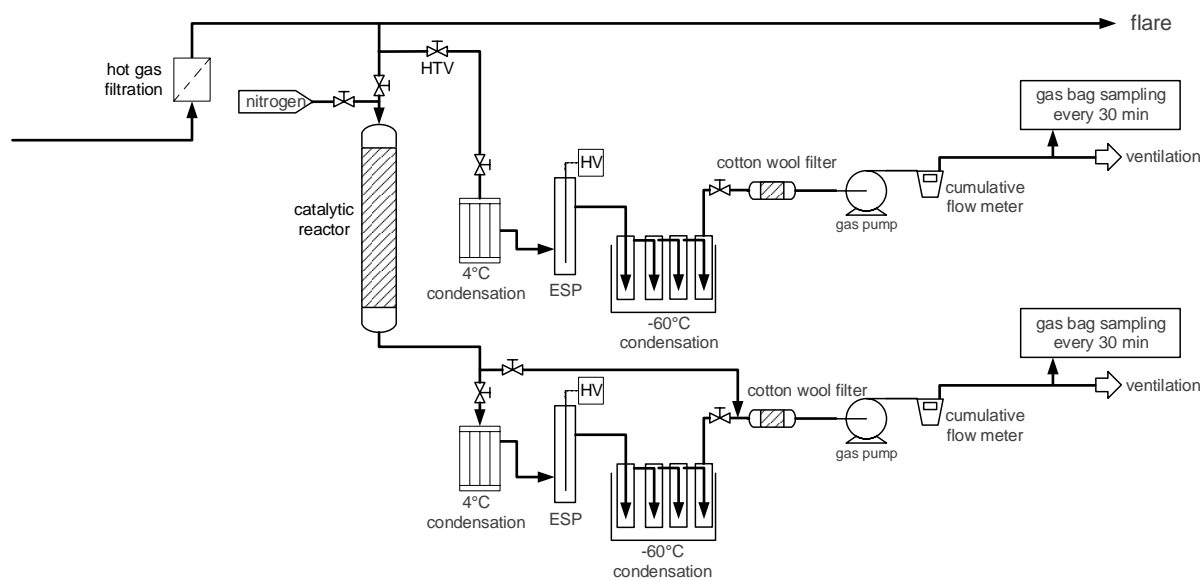 flare
hot gas
filtration
HTV
nitrogen
gas bag sampling
every 30 min
HV
cotton wool filter
ventilation
catalytic
reactor
gas pump
cumulative
flow meter
4°C
condensation
ESP
-60°C
condensation
gas bag sampling
every 30 min
HV
cotton wool filter
ventilation
gas pump
cumulative
flow meter
4°C
condensation
ESP
-60°C
condensation